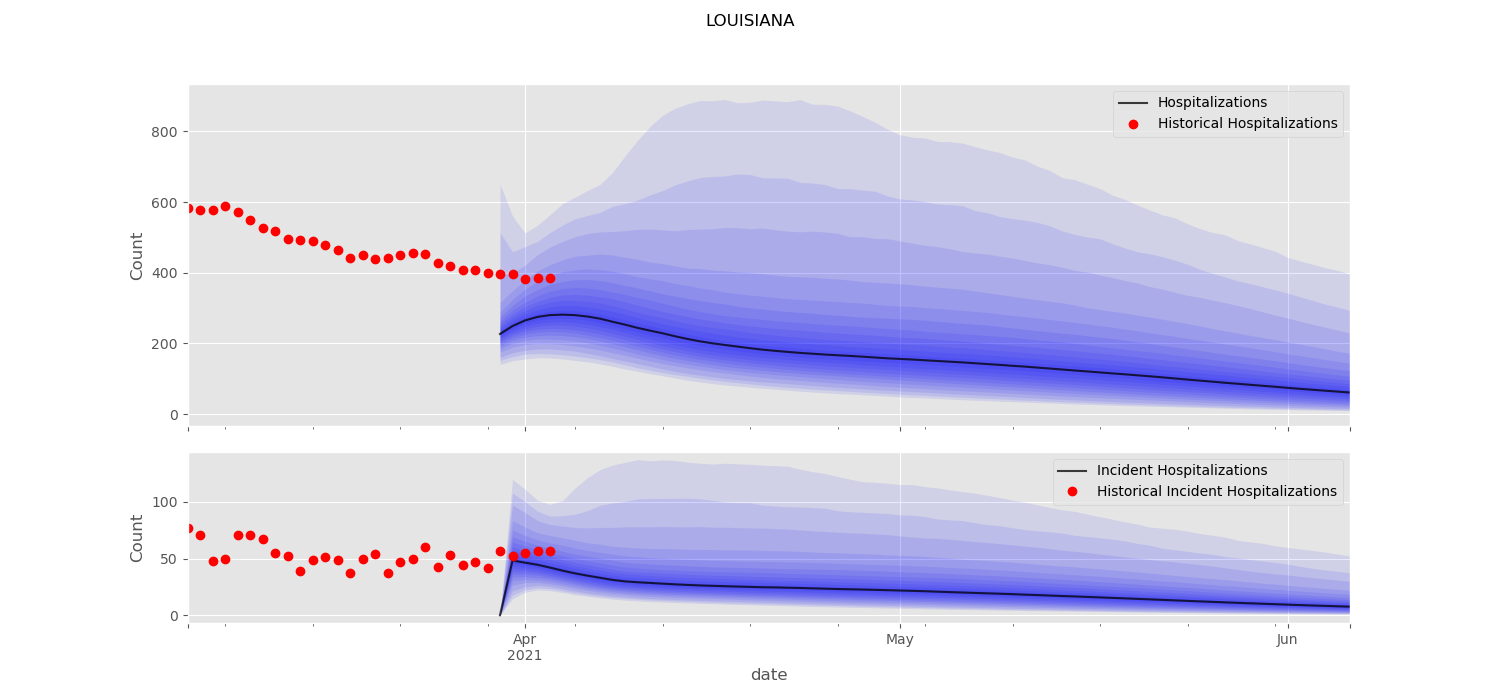 LOUISIANA
Hospitalizations
Historical Hospitalizations
800
600
400
200
0
Count
Incident Hospitalizations
Historical Incident Hospitalizations
100
50
0
Count
Apr
2021
May
Jun
date